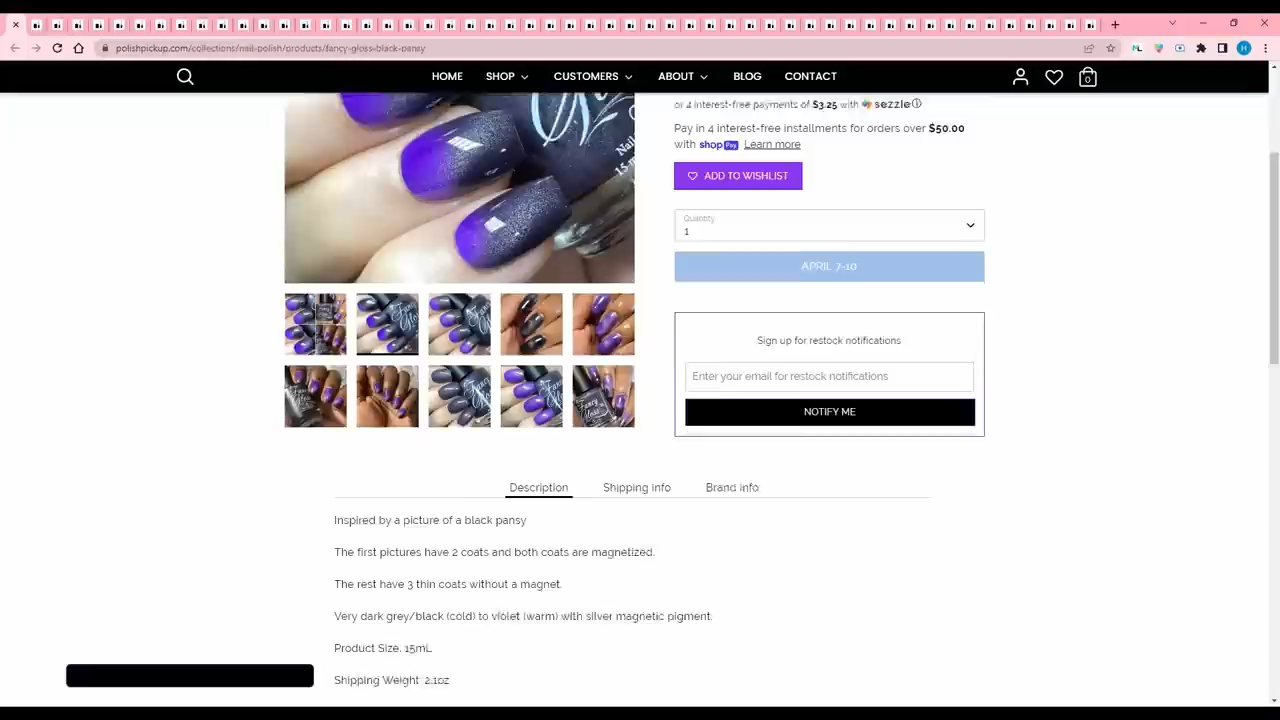 polishpickup.com/collections/nail-polish/products/fancy-gloss-black-pansy
HOME SHOP CUSTOMERS ABOUT BLOG CONTACT
0
or 4 interest-free payments of $3.25 with sezzle
Pay in 4 interest-free installments for orders over $50.00
with shop Pay Learn more
ADD TO WISHLIST
Quantity
1
APRIL 7-10
Sign up for restock notifications
Enter your email for restock notifications
NOTIFY ME
Description Shipping info Brand info
Inspired by a picture of a black pansy
The first pictures have 2 coats and both coats are magnetized.
The rest have 3 thin coats without a magnet.
Very dark grey/black (cold) to violet (warm) with silver magnetic pigment.
Product Size: 15mL
Shipping Weight: 2.1oz